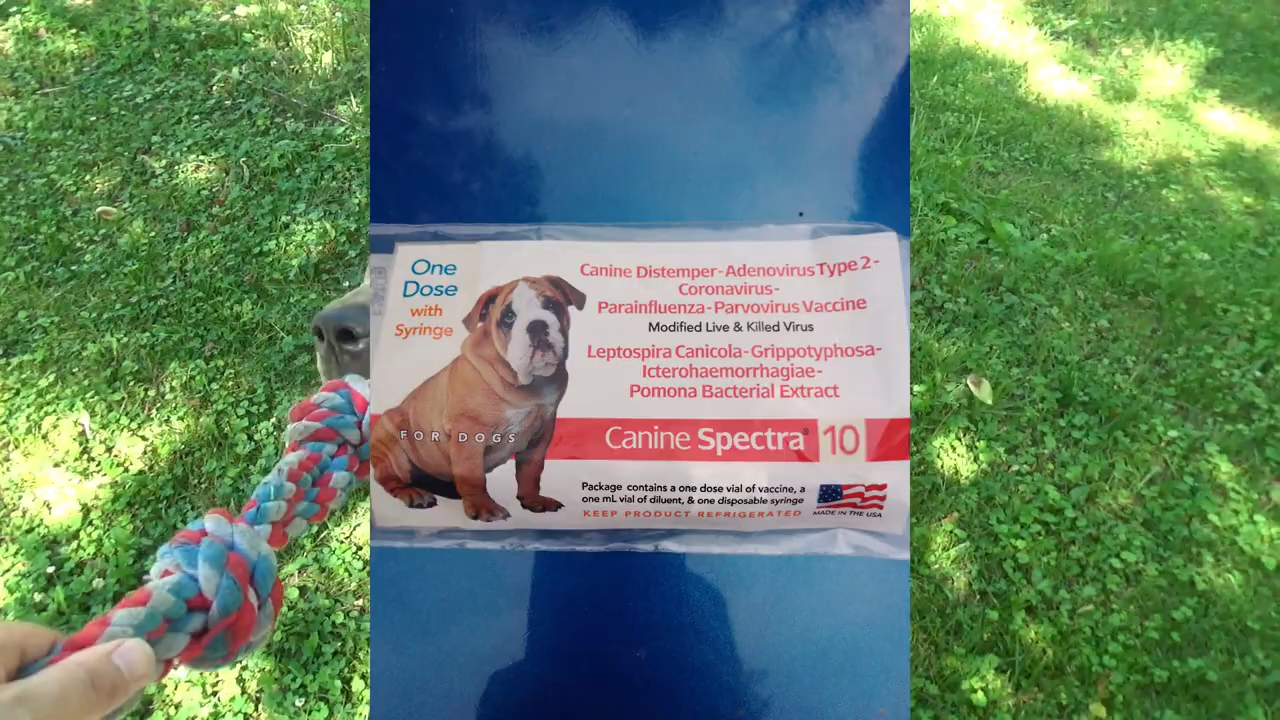 One
Dose
with
Syringe
Canine Distemper-Adenovirus Type 2-
Coronavirus-
Parainfluenza-Parvovirus Vaccine
Modified Live & Killed Virus
Leptospira Canicola-Grippotyphosa-
Icterohaemorrhagiae-
Pomona Bacterial Extract
FOR DOGS
Canine Spectra® 10
Package contains a one dose vial of vaccine, a
one mL vial of diluent, & one disposable syringe
KEEP PRODUCT REFRIGERATED
MADE IN THE USA